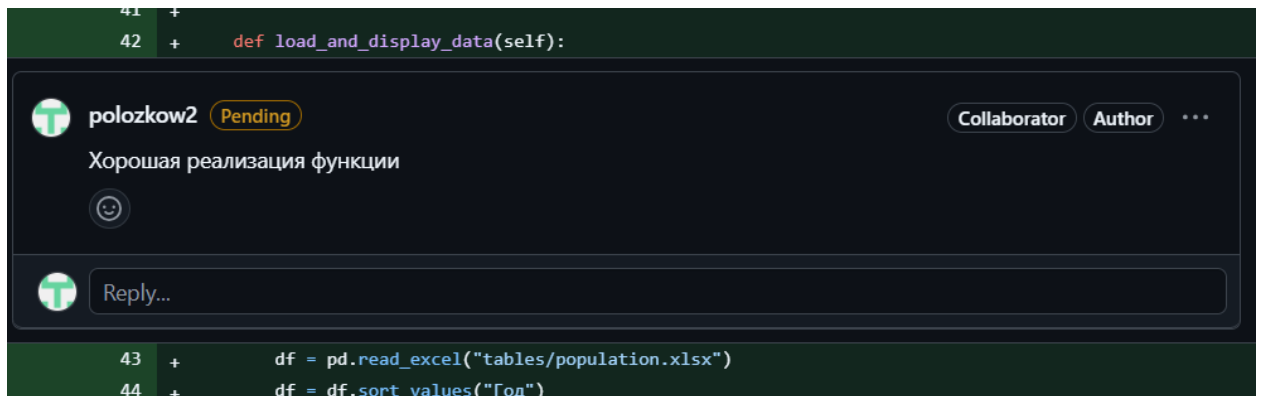 41 +
42 + def load_and_display_data(self):
polozkow2 Pending Collaborator Author ...
Хорошая реализация функции
Reply...
43 + df = pd.read_excel("tables/population.xlsx")
44 + df = df.sort_values("Год")